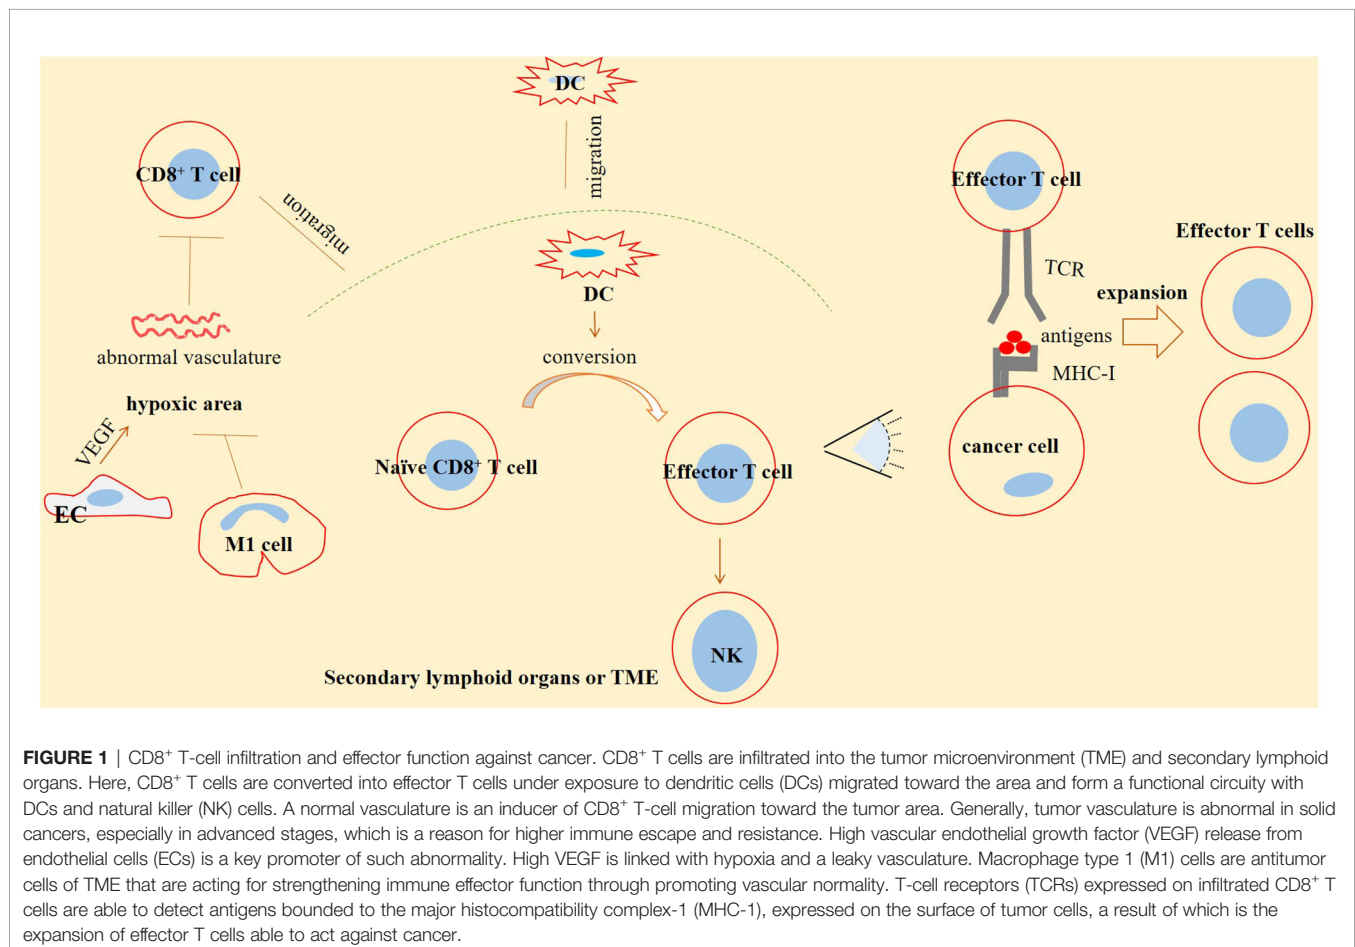 DC
migration
CD8⁺ T cell
migration
Effector T cell
Effector T cells
TCR
DC
expansion
antigens
abnormal vasculature
conversion
MHC-I
hypoxic area
VEGF
Naïve CD8⁺ T cell
Effector T cell
cancer cell
EC
M1 cell
NK
Secondary lymphoid organs or TME
FIGURE 1 | CD8⁺ T-cell infiltration and effector function against cancer. CD8⁺ T cells are infiltrated into the tumor microenvironment (TME) and secondary lymphoid
organs. Here, CD8⁺ T cells are converted into effector T cells under exposure to dendritic cells (DCs) migrated toward the area and form a functional circuity with
DCs and natural killer (NK) cells. A normal vasculature is an inducer of CD8⁺ T-cell migration toward the tumor area. Generally, tumor vasculature is abnormal in solid
cancers, especially in advanced stages, which is a reason for higher immune escape and resistance. High vascular endothelial growth factor (VEGF) release from
endothelial cells (ECs) is a key promoter of such abnormality. High VEGF is linked with hypoxia and a leaky vasculature. Macrophage type 1 (M1) cells are antitumor
cells of TME that are acting for strengthening immune effector function through promoting vascular normality. T-cell receptors (TCRs) expressed on infiltrated CD8⁺ T
cells are able to detect antigens bounded to the major histocompatibility complex-1 (MHC-1), expressed on the surface of tumor cells, a result of which is the
expansion of effector T cells able to act against cancer.